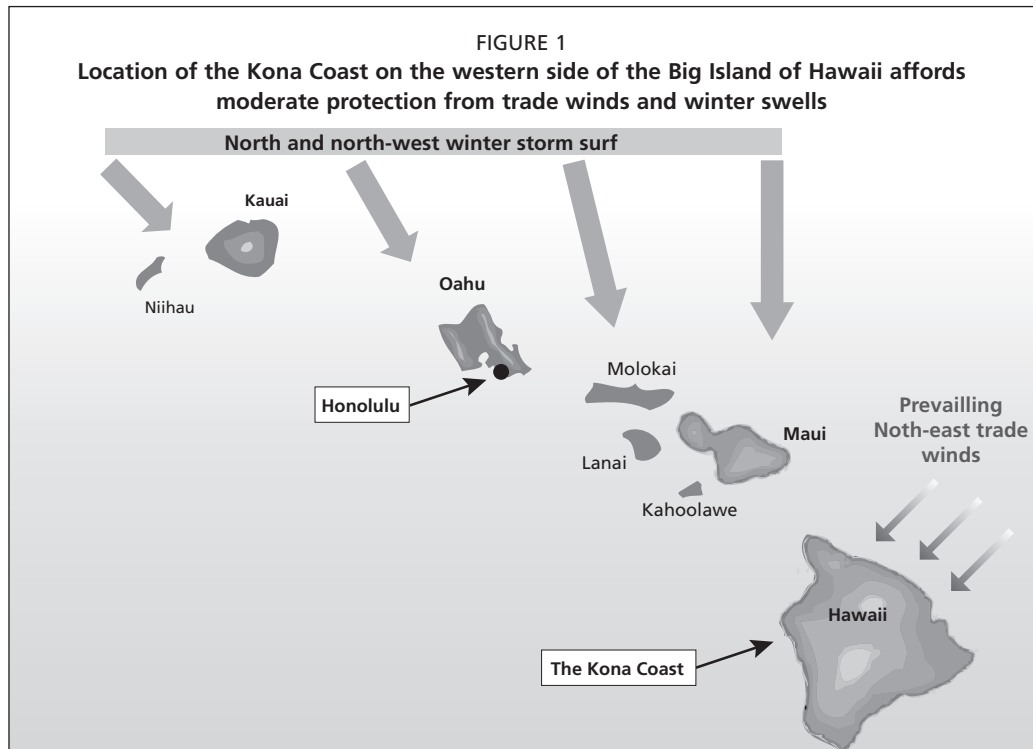 FIGURE 1
Location of the Kona Coast on the western side of the Big Island of Hawaii affords
moderate protection from trade winds and winter swells
North and north-west winter storm surf
Kauai
Niihau
Oahu
Honolulu
Molokai
Lanai
Maui
Kahoolawe
Prevailling
Noth-east trade
winds
Hawaii
The Kona Coast